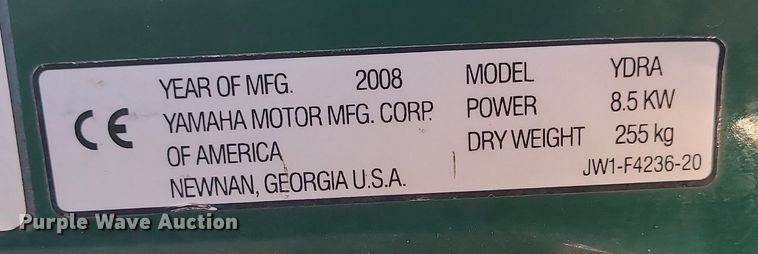 CE
YEAR OF MFG. 2008
YAMAHA MOTOR MFG. CORP.
OF AMERICA
NEWNAN, GEORGIA U.S.A.
MODEL YDRA
POWER 8.5 KW
DRY WEIGHT 255 kg
JW1-F4236-20
Purple Wave Auction